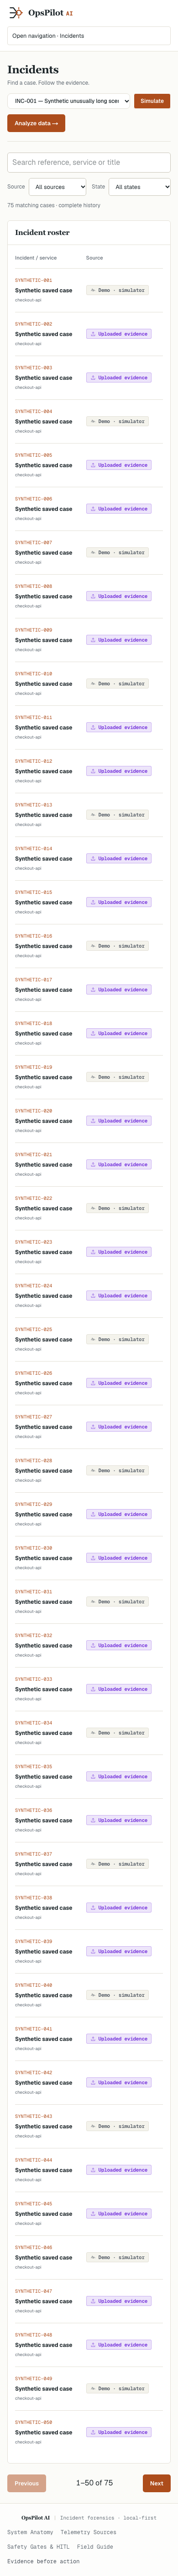 OpsPilot AI
Open navigation · Incidents
Incidents
Find a case. Follow the evidence.
INC-001 — Synthetic unusually long scer
Simulate
Analyze data →
Search reference, service or title
Source All sources State All states
75 matching cases · complete history
Incident roster
Incident / service Source
SYNTHETIC-001
Synthetic saved case Demo · simulator
checkout-api
SYNTHETIC-002
Synthetic saved case Uploaded evidence
checkout-api
SYNTHETIC-003
Synthetic saved case Uploaded evidence
checkout-api
SYNTHETIC-004
Synthetic saved case Demo · simulator
checkout-api
SYNTHETIC-005
Synthetic saved case Uploaded evidence
checkout-api
SYNTHETIC-006
Synthetic saved case Uploaded evidence
checkout-api
SYNTHETIC-007
Synthetic saved case Demo · simulator
checkout-api
SYNTHETIC-008
Synthetic saved case Uploaded evidence
checkout-api
SYNTHETIC-009
Synthetic saved case Uploaded evidence
checkout-api
SYNTHETIC-010
Synthetic saved case Demo · simulator
checkout-api
SYNTHETIC-011
Synthetic saved case Uploaded evidence
checkout-api
SYNTHETIC-012
Synthetic saved case Uploaded evidence
checkout-api
SYNTHETIC-013
Synthetic saved case Demo · simulator
checkout-api
SYNTHETIC-014
Synthetic saved case Uploaded evidence
checkout-api
SYNTHETIC-015
Synthetic saved case Uploaded evidence
checkout-api
SYNTHETIC-016
Synthetic saved case Demo · simulator
checkout-api
SYNTHETIC-017
Synthetic saved case Uploaded evidence
checkout-api
SYNTHETIC-018
Synthetic saved case Uploaded evidence
checkout-api
SYNTHETIC-019
Synthetic saved case Demo · simulator
checkout-api
SYNTHETIC-020
Synthetic saved case Uploaded evidence
checkout-api
SYNTHETIC-021
Synthetic saved case Uploaded evidence
checkout-api
SYNTHETIC-022
Synthetic saved case Demo · simulator
checkout-api
SYNTHETIC-023
Synthetic saved case Uploaded evidence
checkout-api
SYNTHETIC-024
Synthetic saved case Uploaded evidence
checkout-api
SYNTHETIC-025
Synthetic saved case Demo · simulator
checkout-api
SYNTHETIC-026
Synthetic saved case Uploaded evidence
checkout-api
SYNTHETIC-027
Synthetic saved case Uploaded evidence
checkout-api
SYNTHETIC-028
Synthetic saved case Demo · simulator
checkout-api
SYNTHETIC-029
Synthetic saved case Uploaded evidence
checkout-api
SYNTHETIC-030
Synthetic saved case Uploaded evidence
checkout-api
SYNTHETIC-031
Synthetic saved case Demo · simulator
checkout-api
SYNTHETIC-032
Synthetic saved case Uploaded evidence
checkout-api
SYNTHETIC-033
Synthetic saved case Uploaded evidence
checkout-api
SYNTHETIC-034
Synthetic saved case Demo · simulator
checkout-api
SYNTHETIC-035
Synthetic saved case Uploaded evidence
checkout-api
SYNTHETIC-036
Synthetic saved case Uploaded evidence
checkout-api
SYNTHETIC-037
Synthetic saved case Demo · simulator
checkout-api
SYNTHETIC-038
Synthetic saved case Uploaded evidence
checkout-api
SYNTHETIC-039
Synthetic saved case Uploaded evidence
checkout-api
SYNTHETIC-040
Synthetic saved case Demo · simulator
checkout-api
SYNTHETIC-041
Synthetic saved case Uploaded evidence
checkout-api
SYNTHETIC-042
Synthetic saved case Uploaded evidence
checkout-api
SYNTHETIC-043
Synthetic saved case Demo · simulator
checkout-api
SYNTHETIC-044
Synthetic saved case Uploaded evidence
checkout-api
SYNTHETIC-045
Synthetic saved case Uploaded evidence
checkout-api
SYNTHETIC-046
Synthetic saved case Demo · simulator
checkout-api
SYNTHETIC-047
Synthetic saved case Uploaded evidence
checkout-api
SYNTHETIC-048
Synthetic saved case Uploaded evidence
checkout-api
SYNTHETIC-049
Synthetic saved case Demo · simulator
checkout-api
SYNTHETIC-050
Synthetic saved case Uploaded evidence
checkout-api
Previous 1–50 of 75 Next
OpsPilot AI | Incident forensics · local-first
System Anatomy Telemetry Sources
Safety Gates & HITL Field Guide
Evidence before action